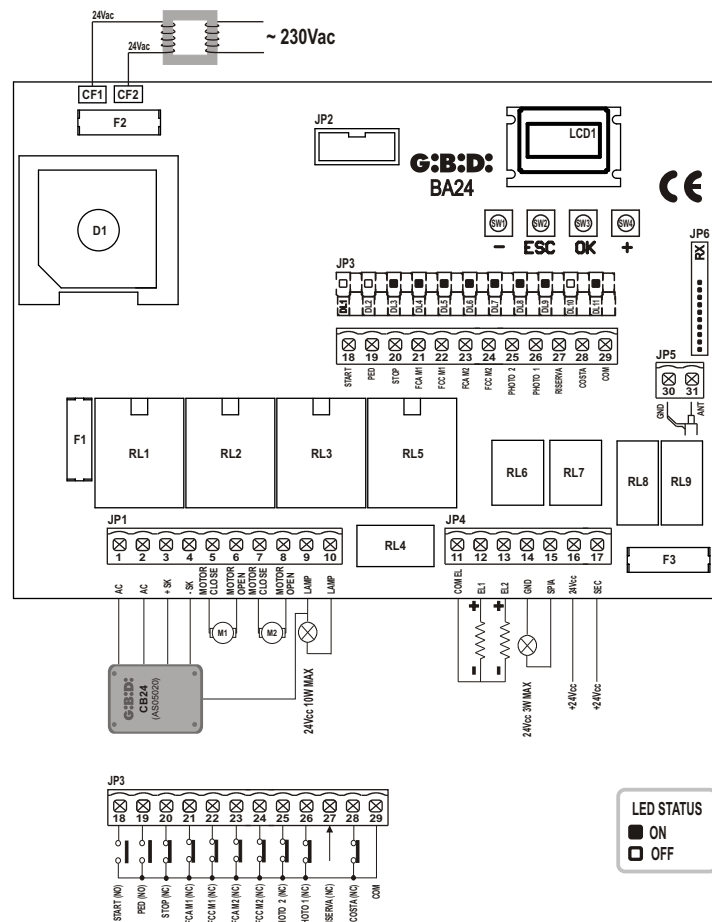 24Vac
24Vac
~ 230Vac
CF1 CF2
F2
JP2
LCD1
G:B:D:
BA24
CE
D1
SW1 SW2 SW3 SW4
- ESC OK +
JP6
RX
JP3
DL1 DL2 DL3 DL4 DL5 DL6 DL7 DL8 DL9 DL10 DL11
18 19 20 21 22 23 24 25 26 27 28 29
START PED STOP FCA M1 FCC M1 FCA M2 FCC M2 PHOTO 2 PHOTO 1 RISERVA COSTA COM
JP5
30 31
GND ANT
F1
RL1 RL2 RL3 RL5
RL6 RL7 RL8 RL9
JP1
1 2 3 4 5 6 7 8 9 10
AC AC + SK - SK MOTOR CLOSE MOTOR OPEN MOTOR CLOSE MOTOR OPEN LAMP LAMP
RL4
JP4
11 12 13 14 15 16 17
COM EL EL1 EL2 GND SPIA 24Vcc SEC
F3
M1 M2
+ +
- -
G:B:D:
CB24
(AS05020)
24Vcc 10W MAX
24Vcc 3W MAX
+24Vcc
+24Vcc
JP3
18 19 20 21 22 23 24 25 26 27 28 29
START (NO) PED (NO) STOP (NC) FCA M1 (NC) FCC M1 (NC) FCA M2 (NC) FCC M2 (NC) HOTO 2 (NC) HOTO 1 (NC) ISERVA (NC) COSTA (NC) COM
LED STATUS
ON
OFF